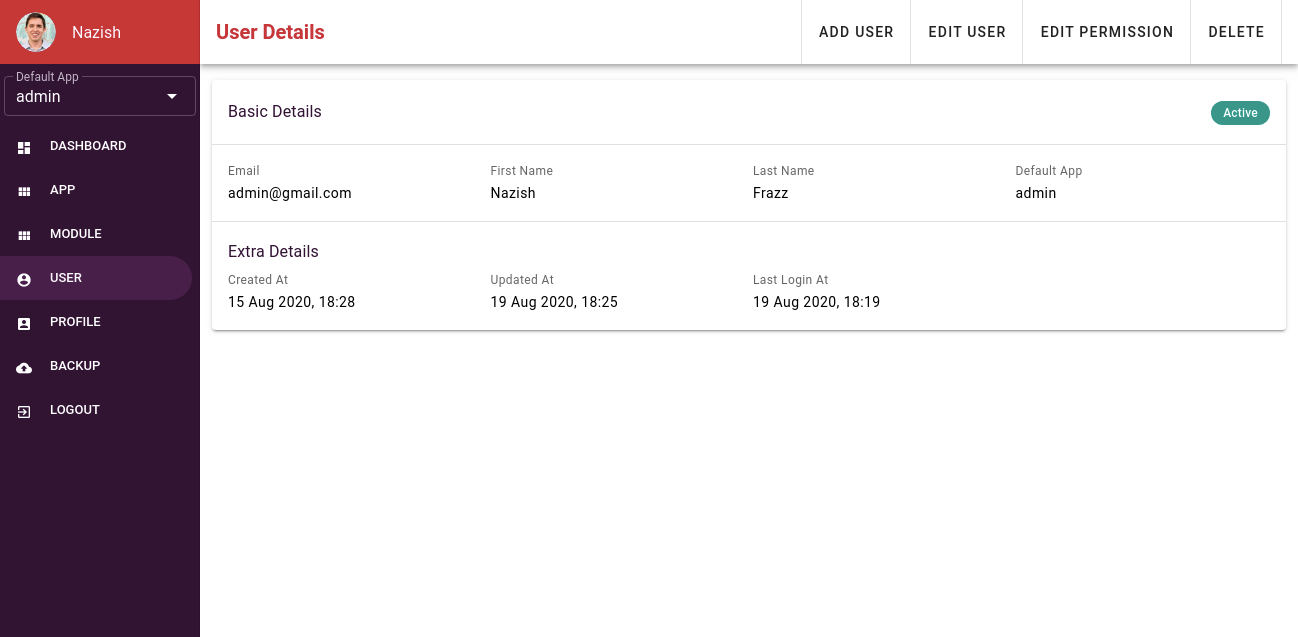 Nazish
Default App
admin
DASHBOARD
APP
MODULE
USER
PROFILE
BACKUP
LOGOUT
User Details
ADD USER EDIT USER EDIT PERMISSION DELETE
Basic Details Active
Email First Name Last Name Default App
admin@gmail.com Nazish Frazz admin
Extra Details
Created At Updated At Last Login At
15 Aug 2020, 18:28 19 Aug 2020, 18:25 19 Aug 2020, 18:19